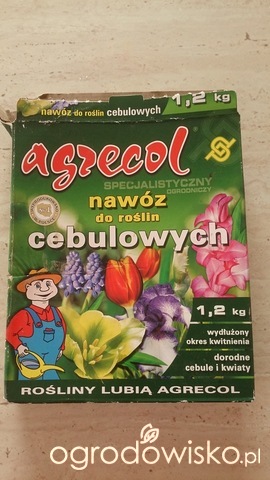 nawóz do roślin cebulowych 1,2 kg
agrecol
SPECJALISTYCZNY
OGRODNICZY
nawóz
do roślin
cebulowych
1,2 kg
wydłużony
okres kwitnienia
dorodne
cebule i kwiaty
ROŚLINY LUBIĄ AGRECOL
ogrodowisko.pl